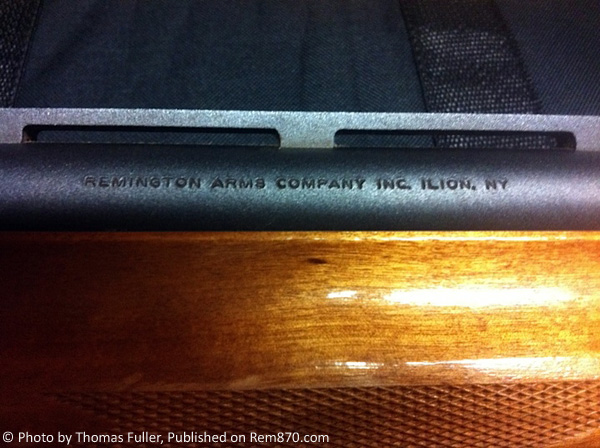 REMINGTON ARMS COMPANY INC. ILION, NY
© Photo by Thomas Fuller, Published on Rem870.com